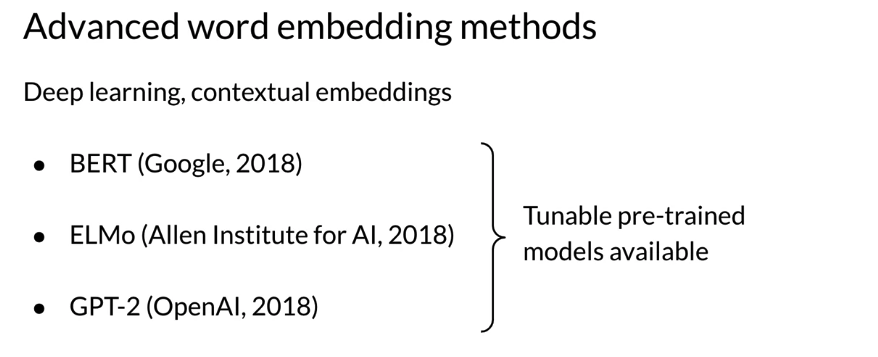 Advanced word embedding methods
Deep learning, contextual embeddings
● BERT (Google, 2018)
● ELMo (Allen Institute for AI, 2018)
● GPT-2 (OpenAI, 2018)
Tunable pre-trained
models available